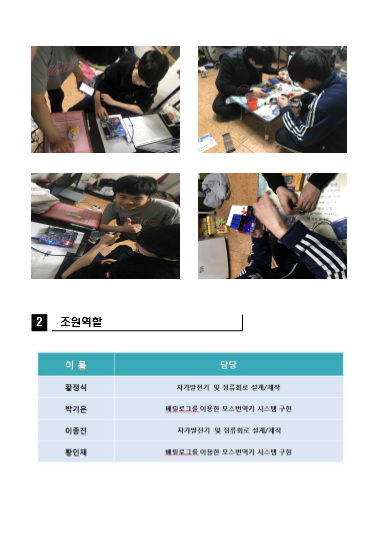 2 조원역할
이 름 담당
황정식 자가발전기 및 정류회로 설계/제작
박기온 베릴로그를 이용한 모스번역기 시스템 구현
이종진 자가발전기 및 정류회로 설계/제작
황인재 베릴로그를 이용한 모스번역기 시스템 구현